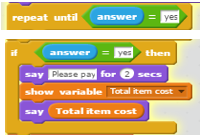 repeat until answer = yes
if answer = yes then
say Please pay for 2 secs
show variable Total item cost
say Total item cost